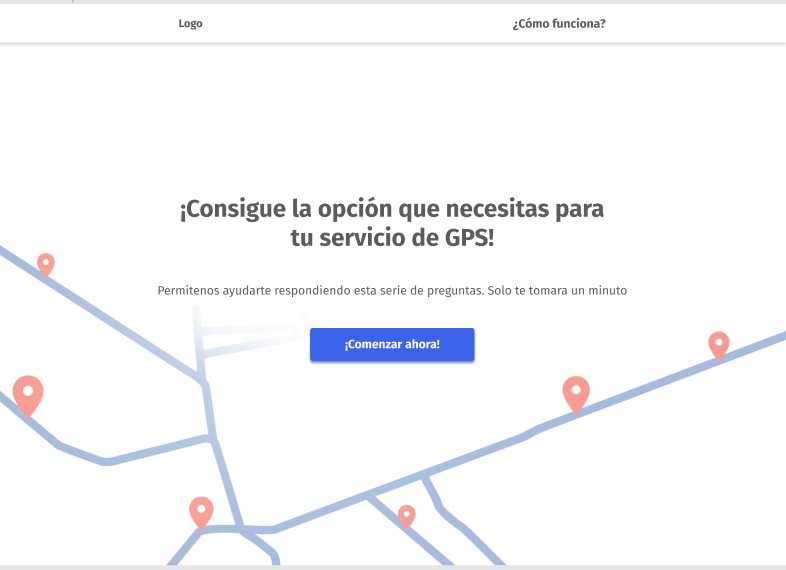 Logo
¿Cómo funciona?
¡Consigue la opción que necesitas para
tu servicio de GPS!
Permitenos ayudarte respondiendo esta serie de preguntas. Solo te tomara un minuto
¡Comenzar ahora!